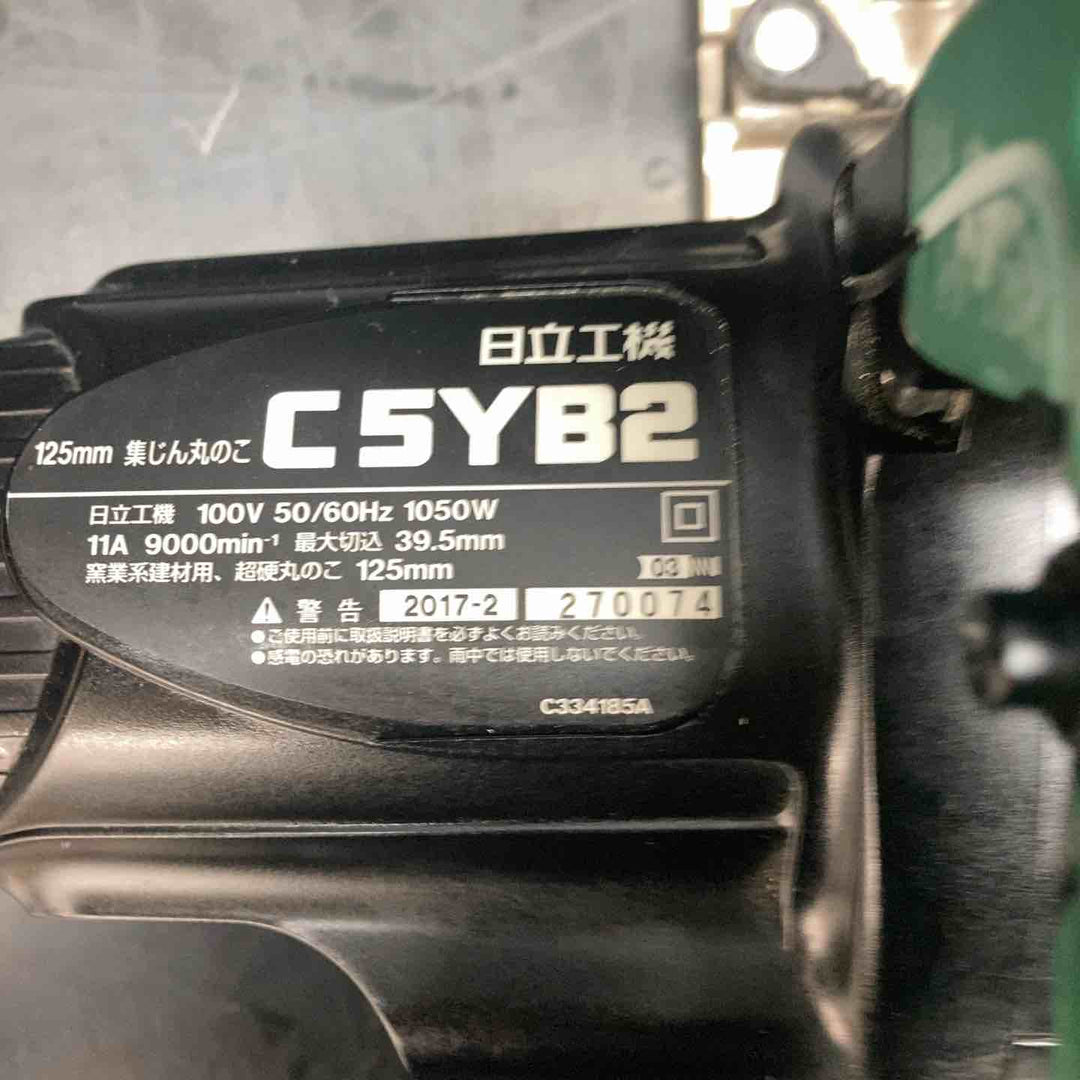 日立工機
125mm 集じん丸のこ C5YB2
日立工機 100V 50/60Hz 1050W
11A 9000min⁻¹ 最大切込 39.5mm
窯業系建材用、超硬丸のこ 125mm
03
警告 2017-2 270074
●ご使用前に取扱説明書を必ずよくお読みください。
●感電の恐れがあります。雨中では使用しないでください。
C334185A